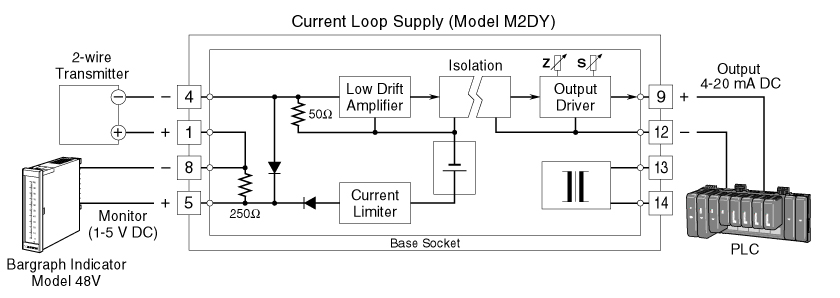 Current Loop Supply (Model M2DY)
2-wire
Transmitter
Isolation
Z
S
Output
4-20 mA DC
−
− 4
Low Drift
Amplifier
Output
Driver
9 +
50Ω
+
+ 1
12 −
− 8
13
250Ω
+ 5
Current
Limiter
14
Monitor
(1-5 V DC)
Base Socket
PLC
Bargraph Indicator
Model 48V